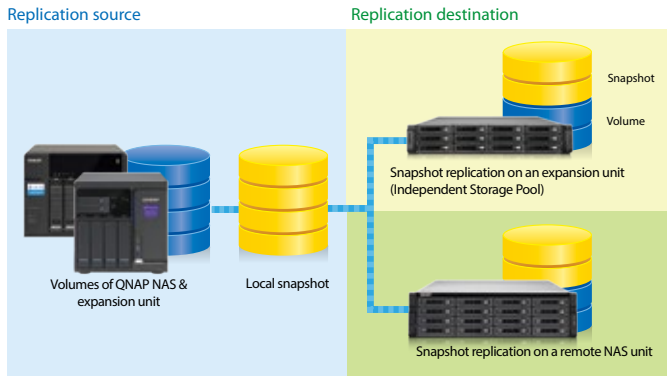 Replication source
Replication destination
Snapshot
Volume
Snapshot replication on an expansion unit
(Independent Storage Pool)
Volumes of QNAP NAS &
expansion unit
Local snapshot
Snapshot replication on a remote NAS unit